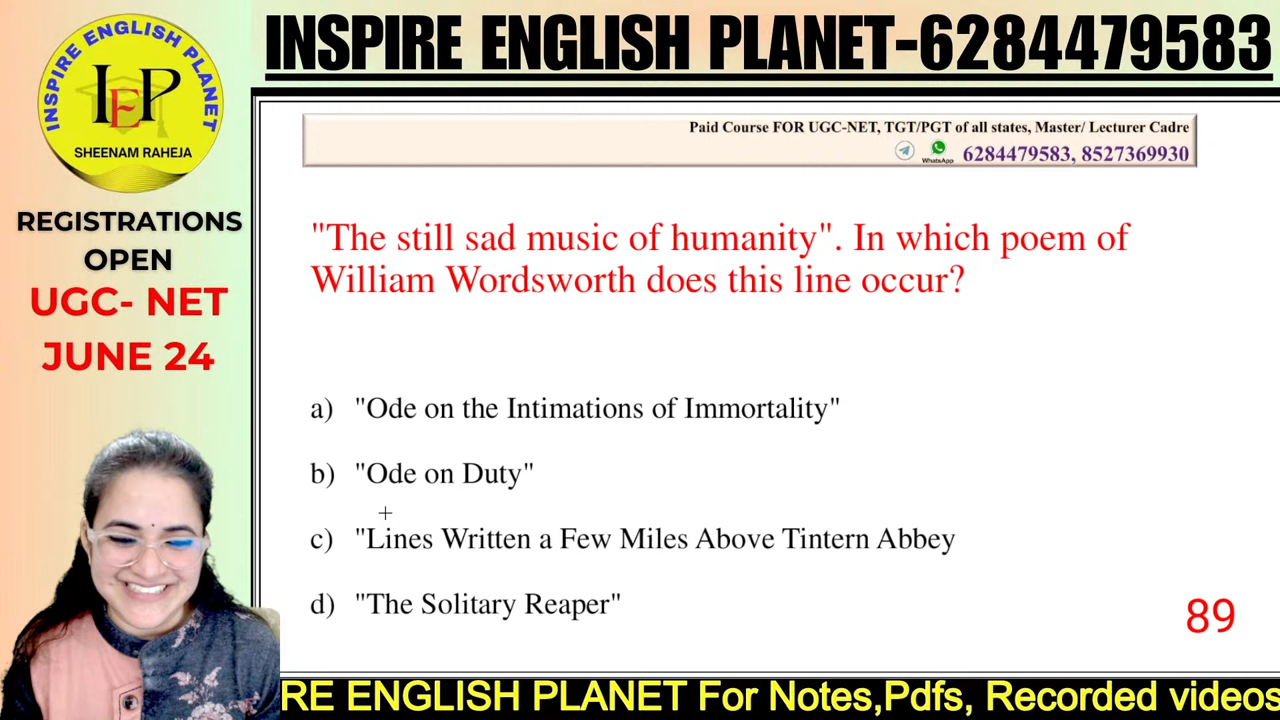 INSPIRE ENGLISH PLANET
IEP
SHEENAM RAHEJA
INSPIRE ENGLISH PLANET-6284479583
REGISTRATIONS
OPEN
UGC- NET
JUNE 24
Paid Course FOR UGC-NET, TGT/PGT of all states, Master/ Lecturer Cadre
WhatsApp 6284479583, 8527369930
"The still sad music of humanity". In which poem of
William Wordsworth does this line occur?
a) "Ode on the Intimations of Immortality"
b) "Ode on Duty"
c) "Lines Written a Few Miles Above Tintern Abbey
d) "The Solitary Reaper"
89
RE ENGLISH PLANET For Notes,Pdfs, Recorded videos